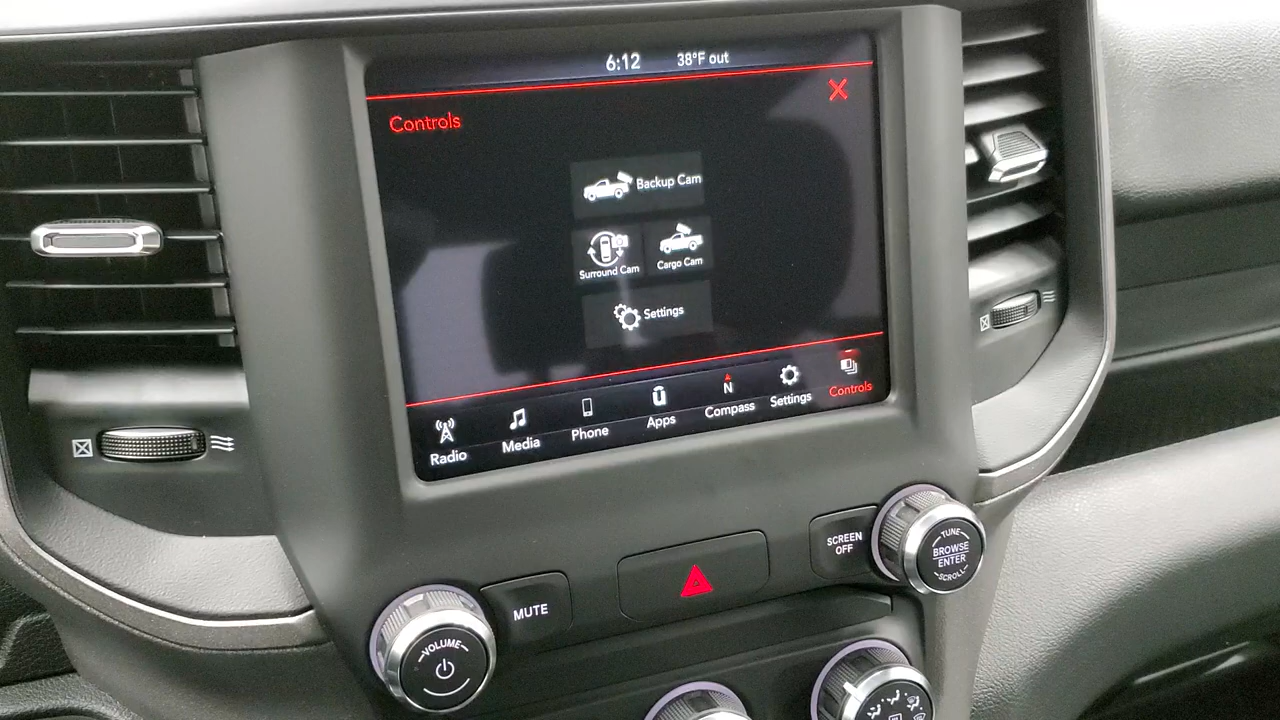 6:12 38°F out
Controls
Backup Cam
Surround Cam
Cargo Cam
Settings
Radio
Media
Phone
Apps
N
Compass
Settings
Controls
SCREEN
OFF
TUNE
BROWSE
ENTER
SCROLL
MUTE
VOLUME